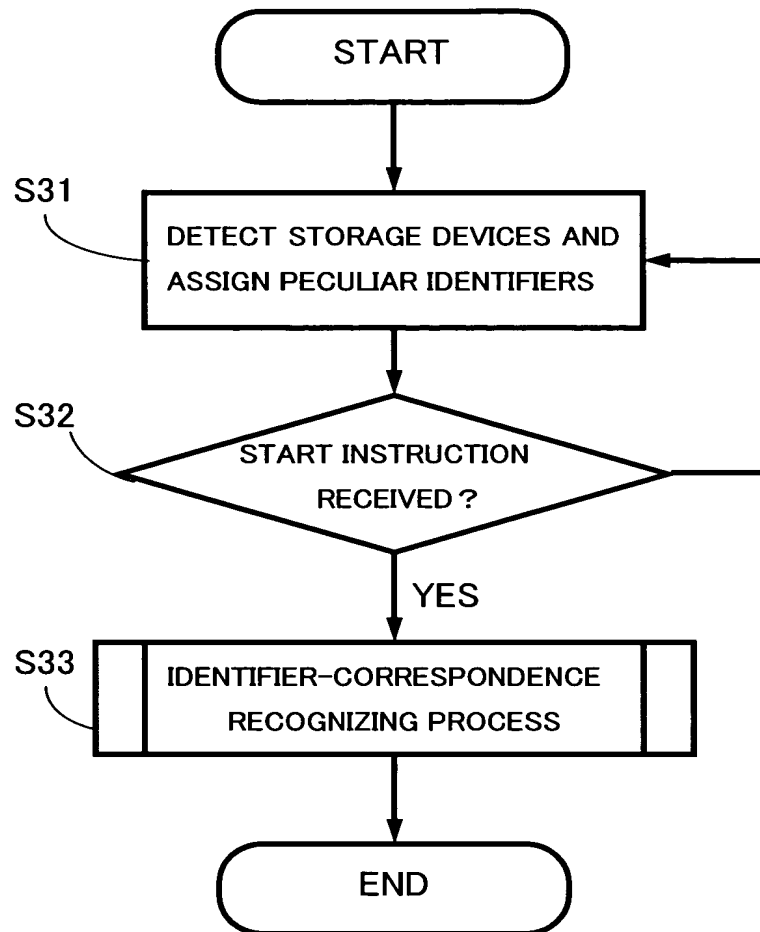 START
S31
DETECT STORAGE DEVICES AND
ASSIGN PECULIAR IDENTIFIERS
S32
START INSTRUCTION
RECEIVED?
YES
S33
IDENTIFIER-CORRESPONDENCE
RECOGNIZING PROCESS
END